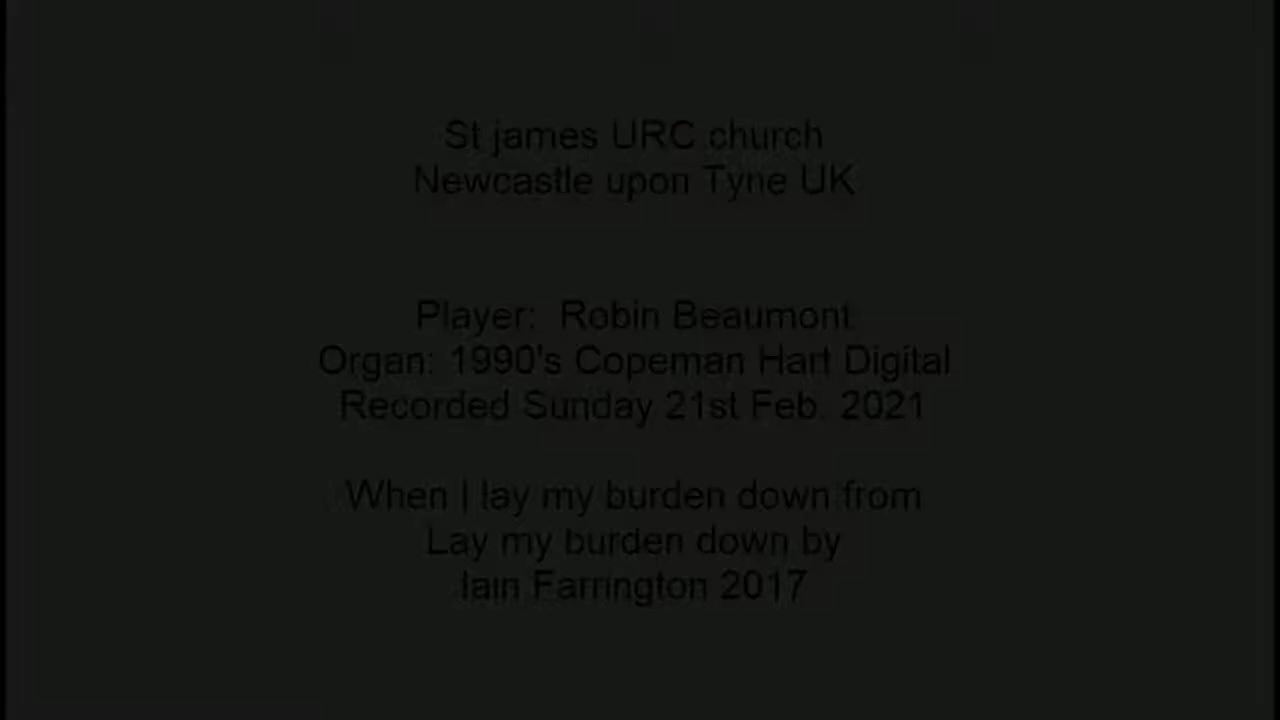 St james URC church
Newcastle upon Tyne UK
Player:  Robin Beaumont
Organ: 1990's Copeman Hart Digital
Recorded Sunday 21st Feb. 2021
When I lay my burden down from
Lay my burden down by
Iain Farrington 2017